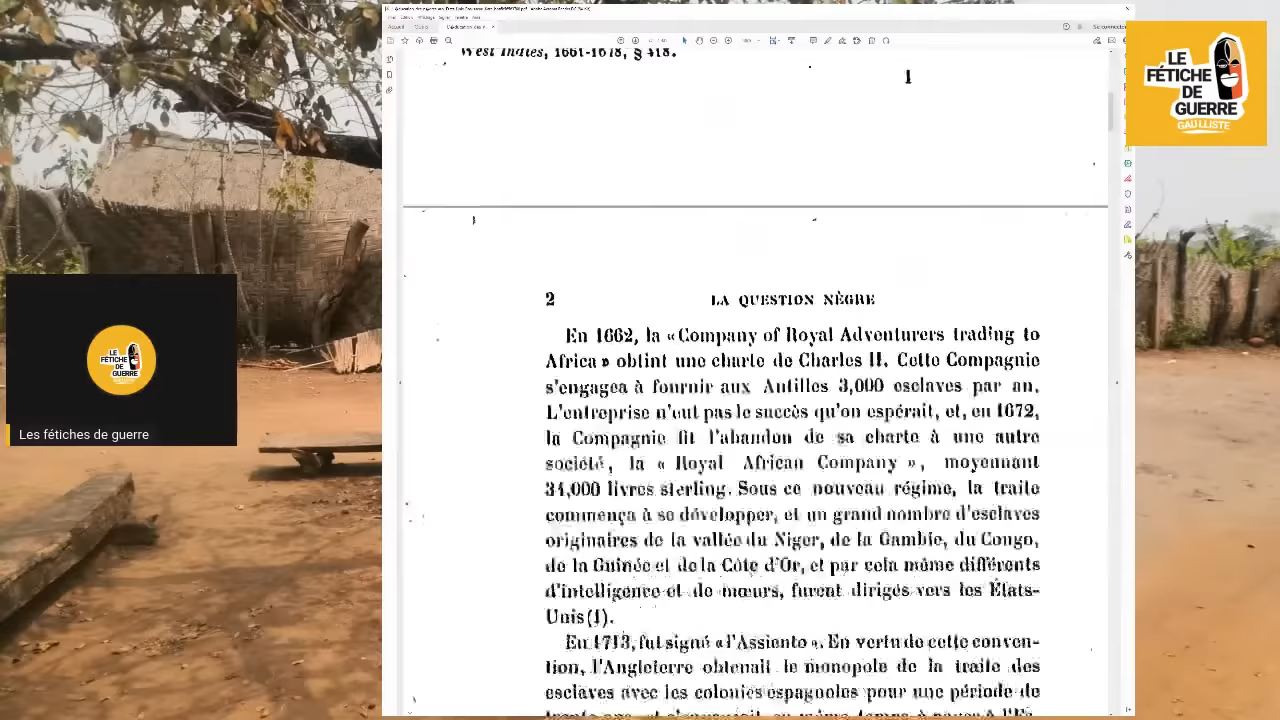 Accueil
Outils
West Indies, 1661-1618, § 418.
1
2
LA QUESTION NÈGRE
En 1662, la «Company of Royal Adventurers trading to
Africa» obtint une charte de Charles II. Cette Compagnie
s'engagea à fournir aux Antilles 3,000 esclaves par an.
L'entreprise n'eut pas le succès qu'on espérait, et, en 1672,
la Compagnie fit l'abandon de sa charte à une autre
société, la « Royal African Company », moyennant
34,000 livres sterling. Sous ce nouveau régime, la traite
commença à se développer, et un grand nombre d'esclaves
originaires de la vallée du Niger, de la Gambie, du Congo,
de la Guinée et de la Côte d'Or, et par cela même différents
d'intelligence et de mœurs, furent dirigés vers les États-
Unis (1).
En 1713, fut signé «l'Assiento». En vertu de cette conven-
tion, l'Angleterre obtenait le monopole de la traite des
esclaves avec les colonies espagnoles pour une période de
LE
FÉTICHE
DE
GUERRE
GAULLISTE
LE
FÉTICHE
DE
GUERRE
Les fétiches de guerre